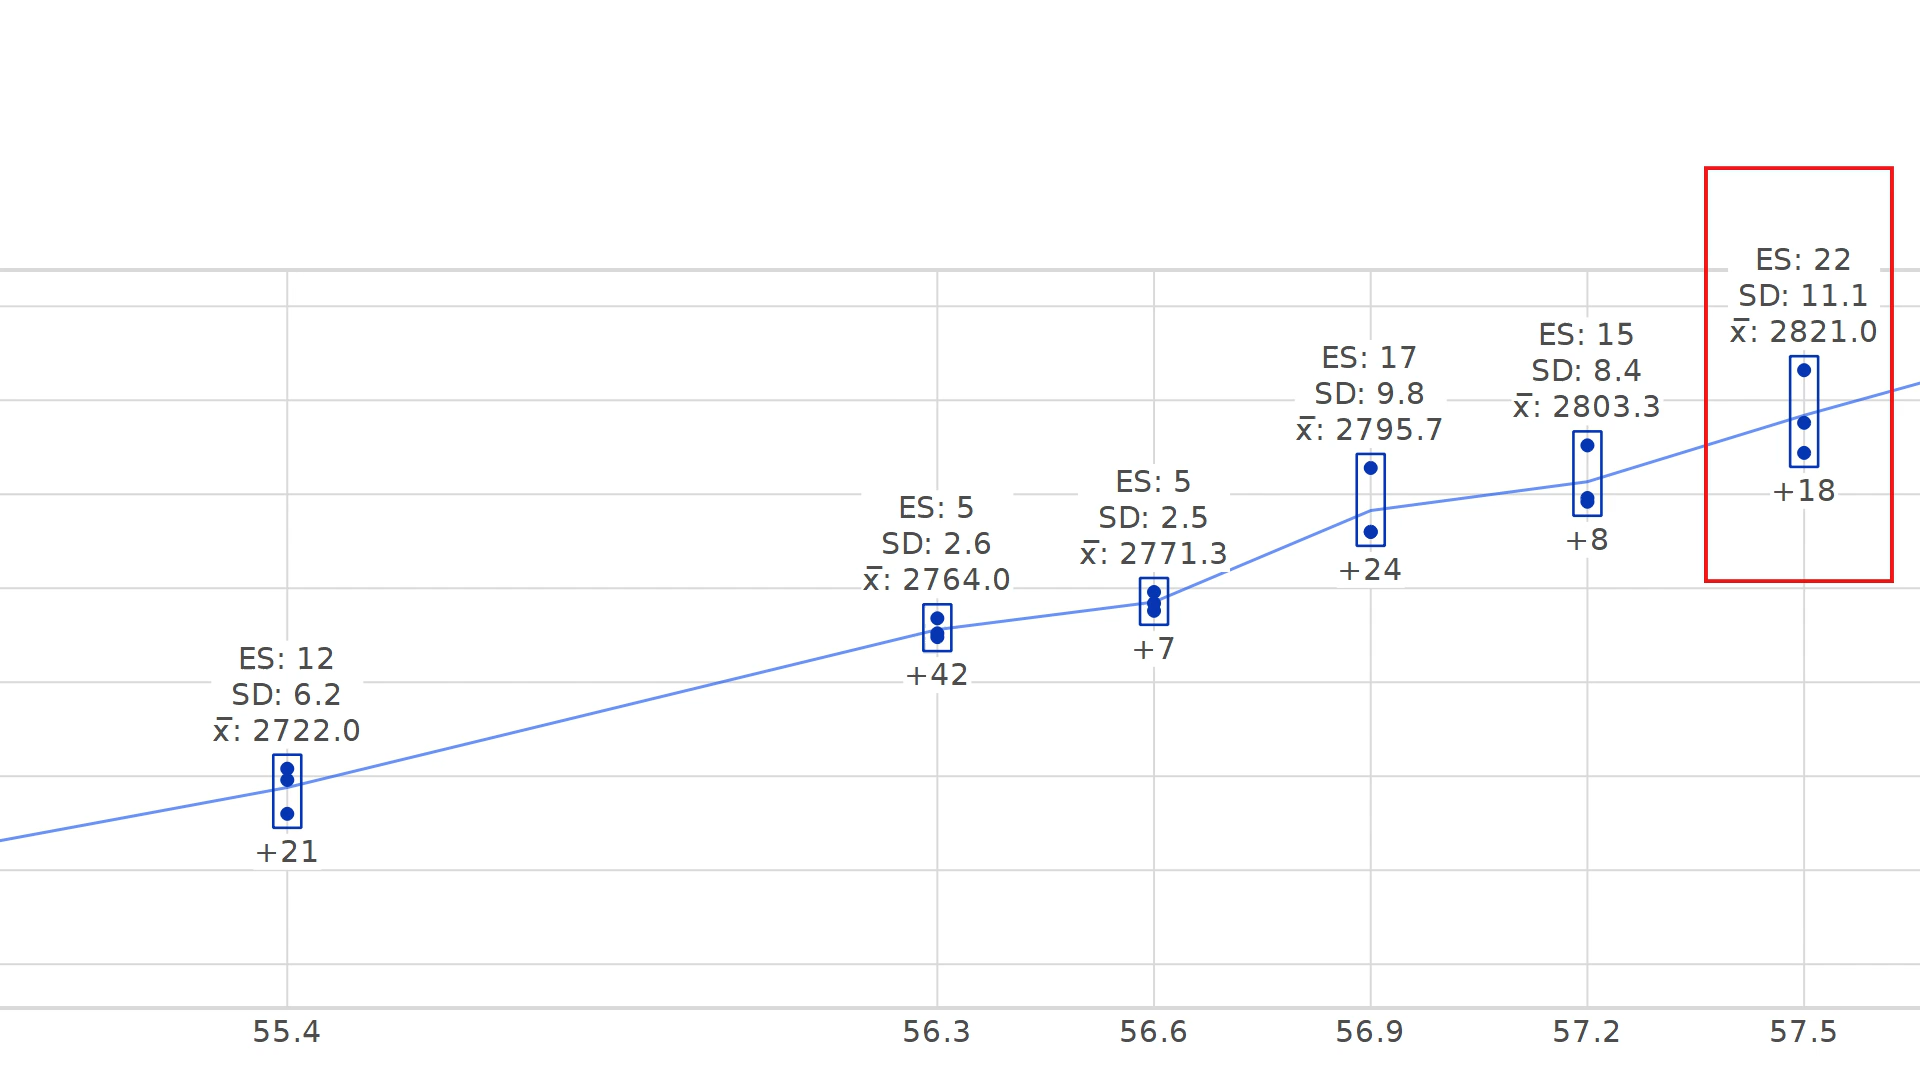 ES: 22
SD: 11.1
x̅: 2821.0
+18
ES: 15
SD: 8.4
x̅: 2803.3
+8
ES: 17
SD: 9.8
x̅: 2795.7
+24
ES: 5
SD: 2.5
x̅: 2771.3
+7
ES: 5
SD: 2.6
x̅: 2764.0
+42
ES: 12
SD: 6.2
x̅: 2722.0
+21
55.4
56.3
56.6
56.9
57.2
57.5